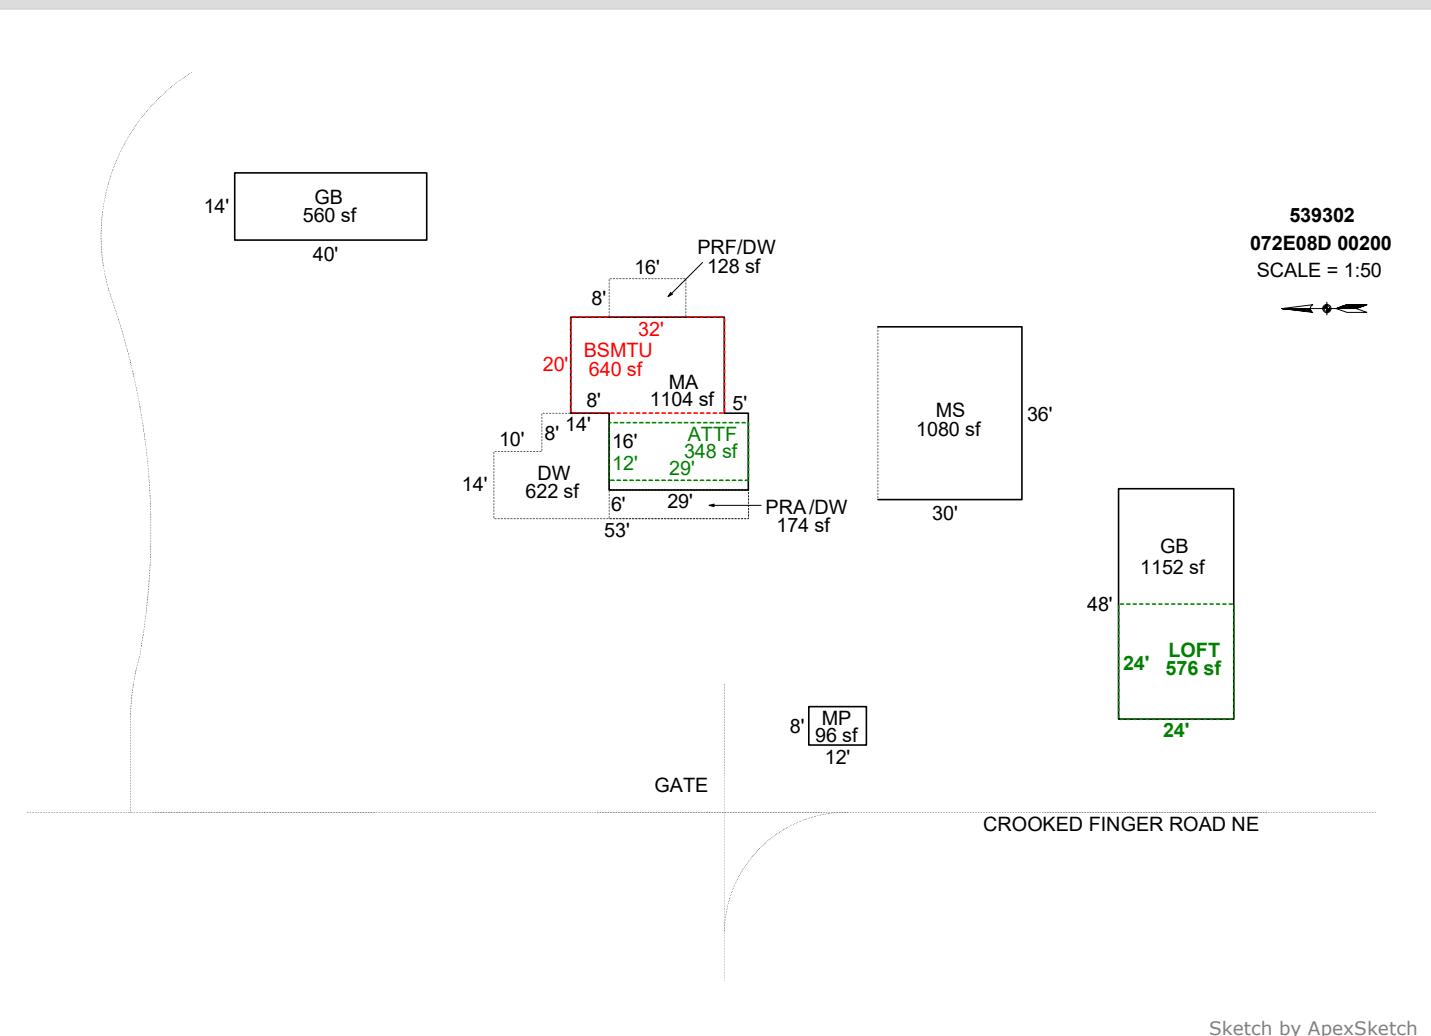 GB
560 sf
14'
40'
539302
072E08D 00200
SCALE = 1:50
PRF/DW
128 sf
16'
8'
32'
BSMTU
640 sf
20'
MA
1104 sf
8'
5'
14'
8'
10'
16'
ATTF
348 sf
12'
29'
DW
622 sf
14'
6'
29'
53'
PRA/DW
174 sf
MS
1080 sf
36'
30'
GB
1152 sf
48'
LOFT
576 sf
24'
24'
MP
96 sf
8'
12'
GATE
CROOKED FINGER ROAD NE
Sketch by ApexSketch